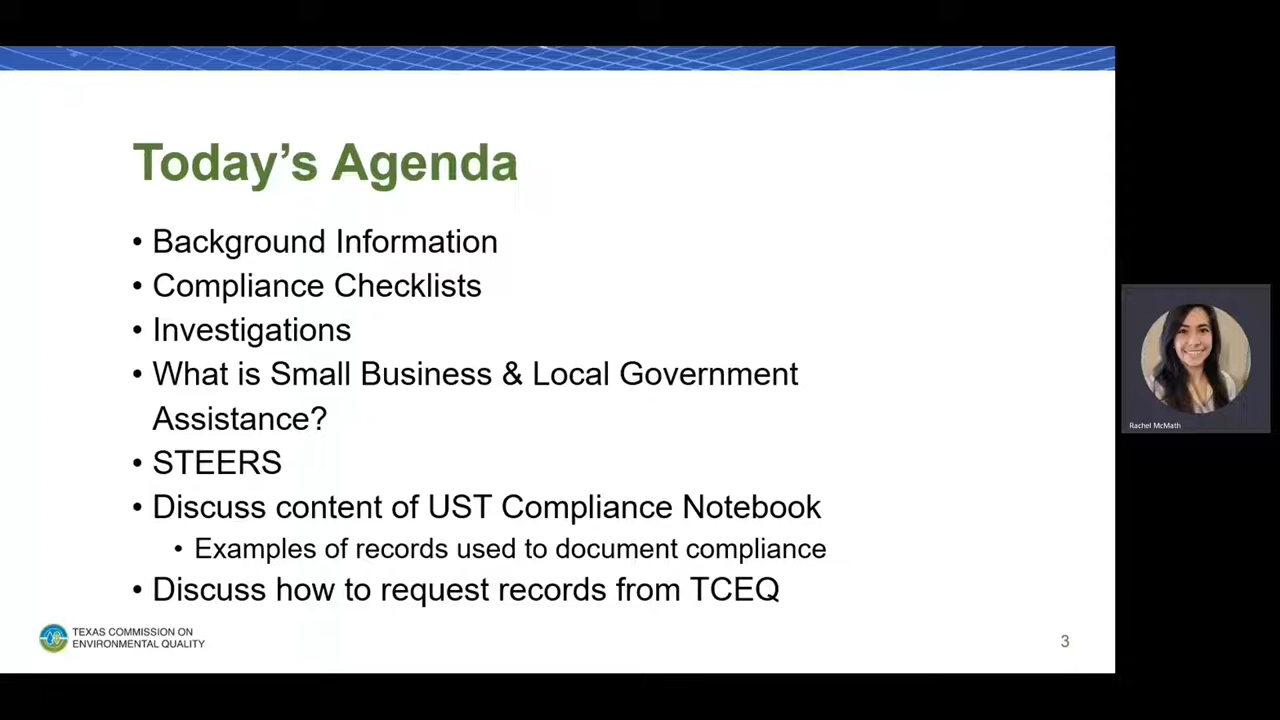 Today's Agenda
• Background Information
• Compliance Checklists
• Investigations
• What is Small Business & Local Government
Assistance?
• STEERS
• Discuss content of UST Compliance Notebook
• Examples of records used to document compliance
• Discuss how to request records from TCEQ
TEXAS COMMISSION ON
ENVIRONMENTAL QUALITY
3
Rachel McMath